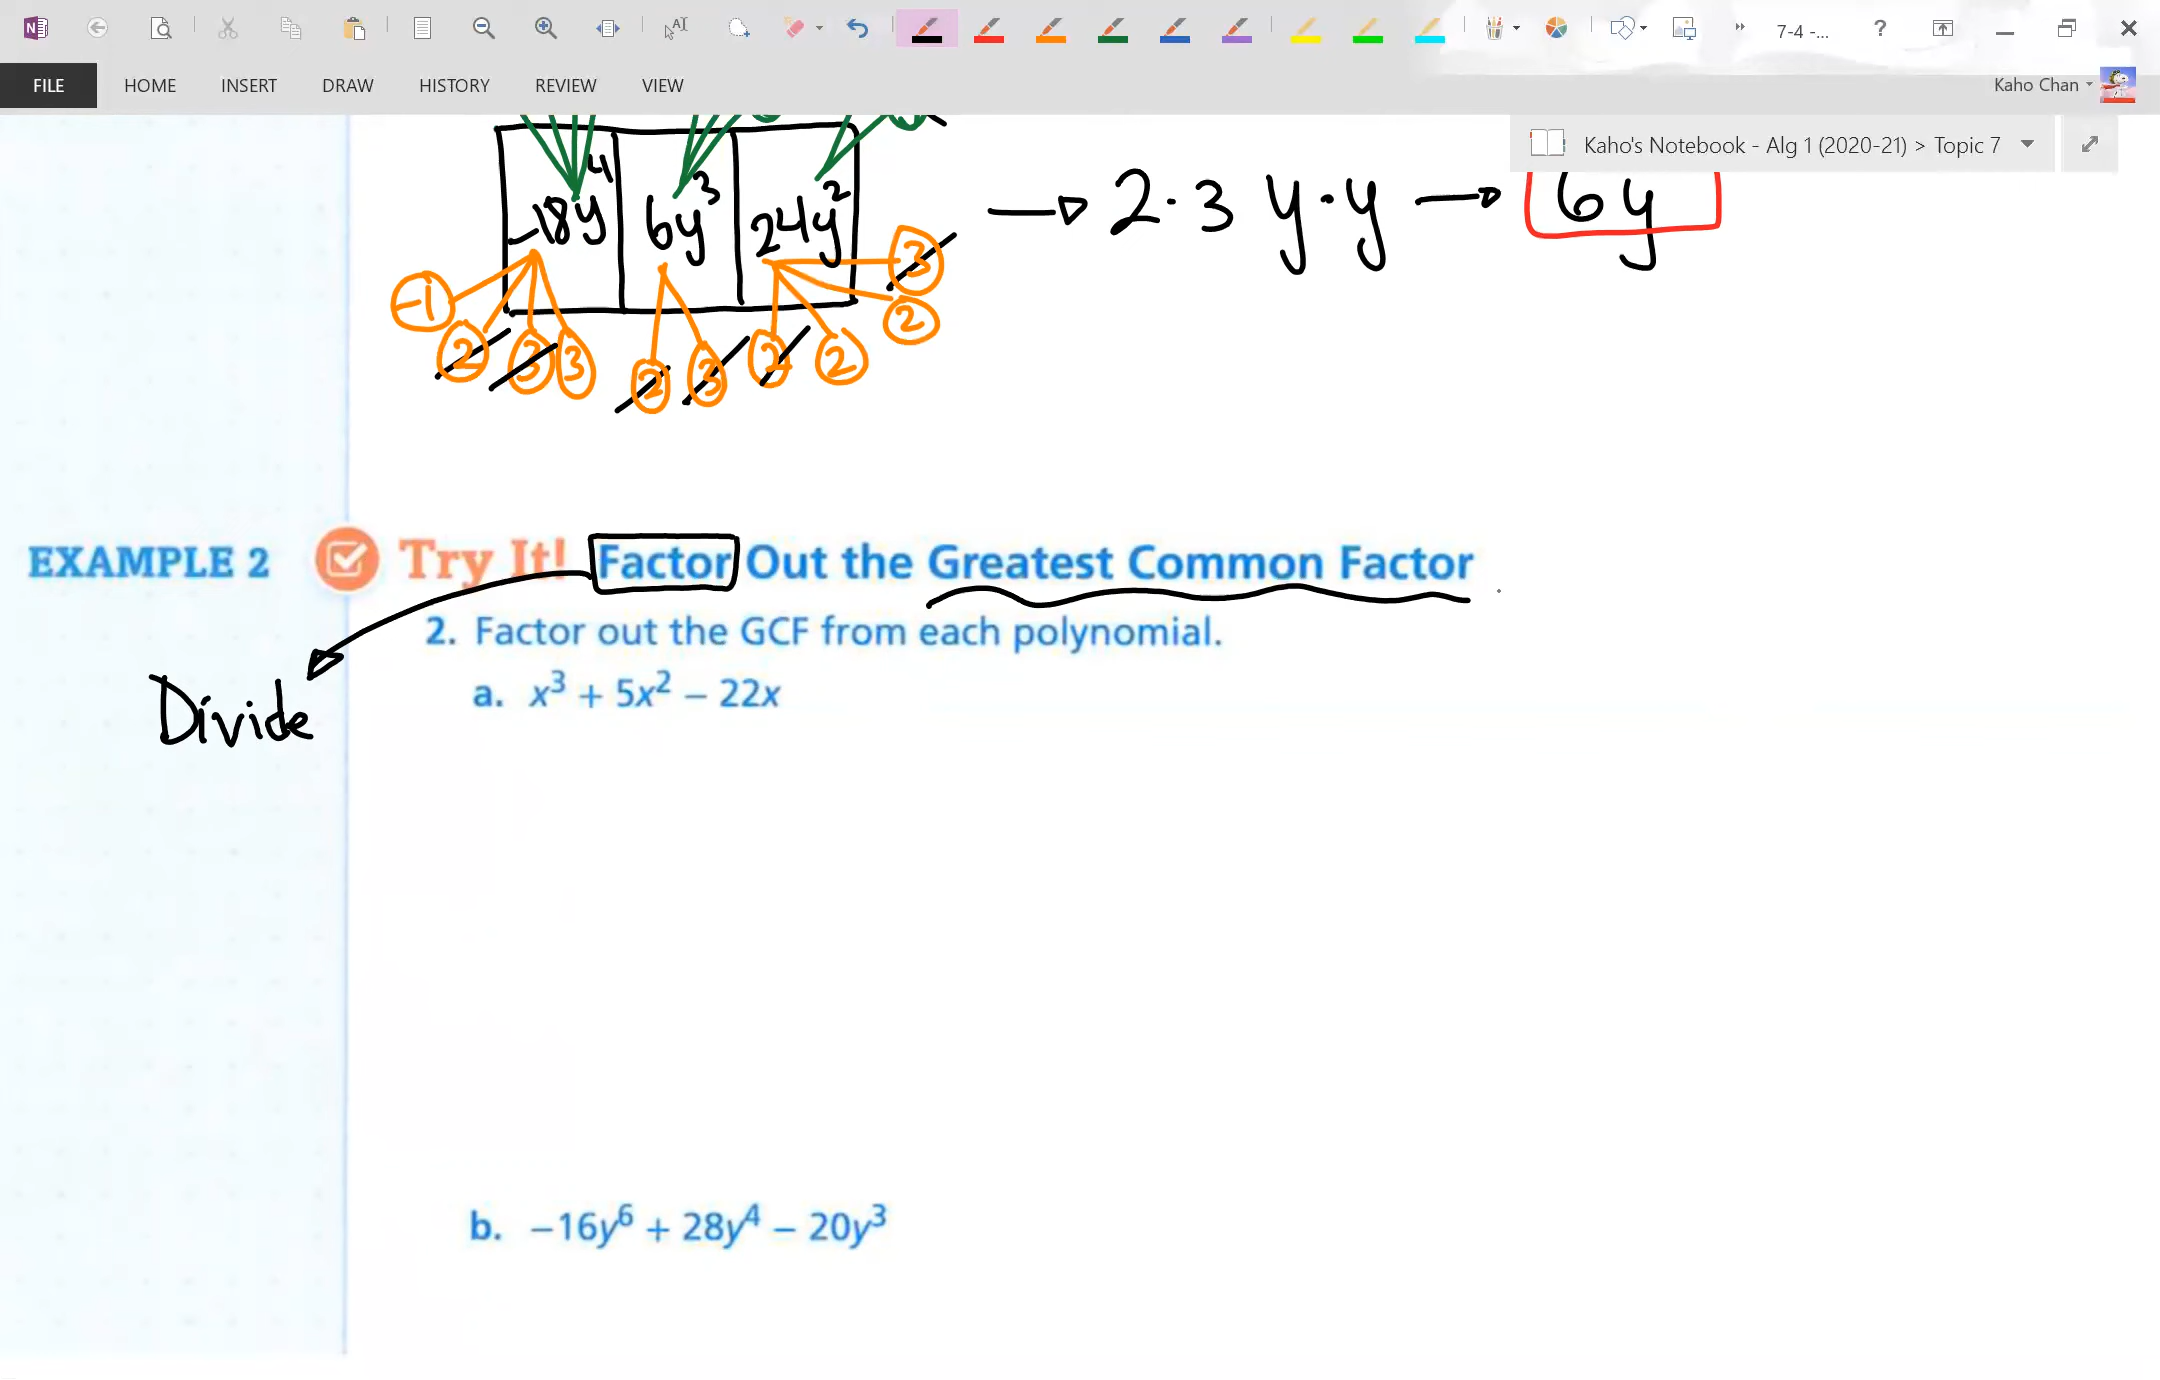 7-4 -...
FILE HOME INSERT DRAW HISTORY REVIEW VIEW
Kaho Chan
Kaho's Notebook - Alg 1 (2020-21) > Topic 7
-18y⁴ 6y³ 24y² → 2·3 y·y → 6y
3
-1 2
2 3 3 2 3 2 2
EXAMPLE 2 Try It! Factor Out the Greatest Common Factor
2. Factor out the GCF from each polynomial.
a. x³ + 5x² – 22x
Divide
b. –16y⁶ + 28y⁴ – 20y³